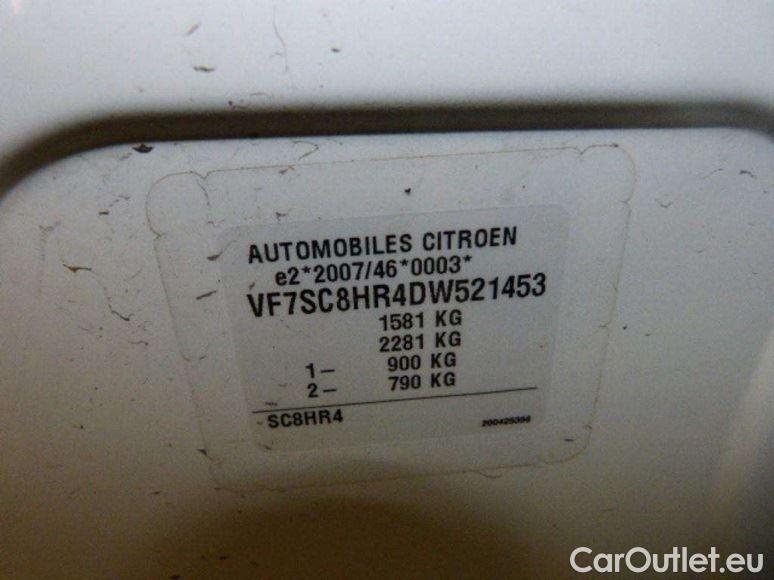 AUTOMOBILES CITROEN
e2*2007/46*0003*
VF7SC8HR4DW521453
1581 KG
2281 KG
1- 900 KG
2- 790 KG
SC8HR4
CarOutlet.eu